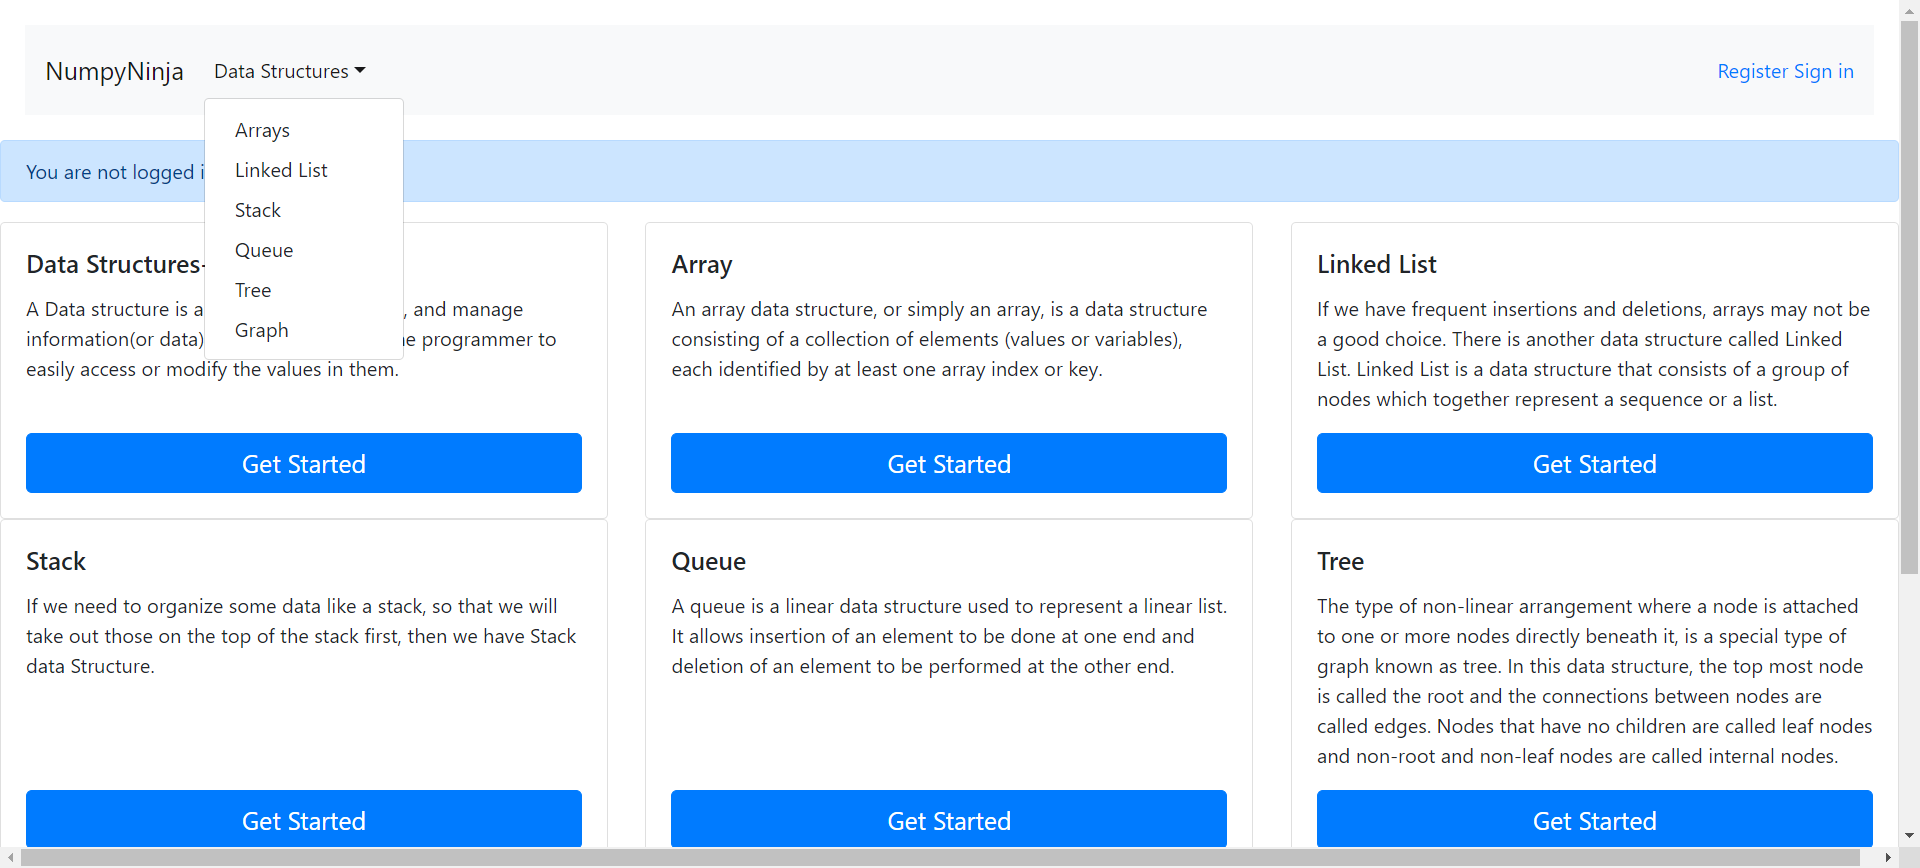 NumpyNinja
Data Structures
Register Sign in
Arrays
Linked List
Stack
Queue
Tree
Graph
You are not logged
Data Structures-
A Data structure is a , and manage
information(or data) programmer to
easily access or modify the values in them.
Get Started
Array
An array data structure, or simply an array, is a data structure
consisting of a collection of elements (values or variables),
each identified by at least one array index or key.
Get Started
Linked List
If we have frequent insertions and deletions, arrays may not be
a good choice. There is another data structure called Linked
List. Linked List is a data structure that consists of a group of
nodes which together represent a sequence or a list.
Get Started
Stack
If we need to organize some data like a stack, so that we will
take out those on the top of the stack first, then we have Stack
data Structure.
Get Started
Queue
A queue is a linear data structure used to represent a linear list.
It allows insertion of an element to be done at one end and
deletion of an element to be performed at the other end.
Get Started
Tree
The type of non-linear arrangement where a node is attached
to one or more nodes directly beneath it, is a special type of
graph known as tree. In this data structure, the top most node
is called the root and the connections between nodes are
called edges. Nodes that have no children are called leaf nodes
and non-root and non-leaf nodes are called internal nodes.
Get Started